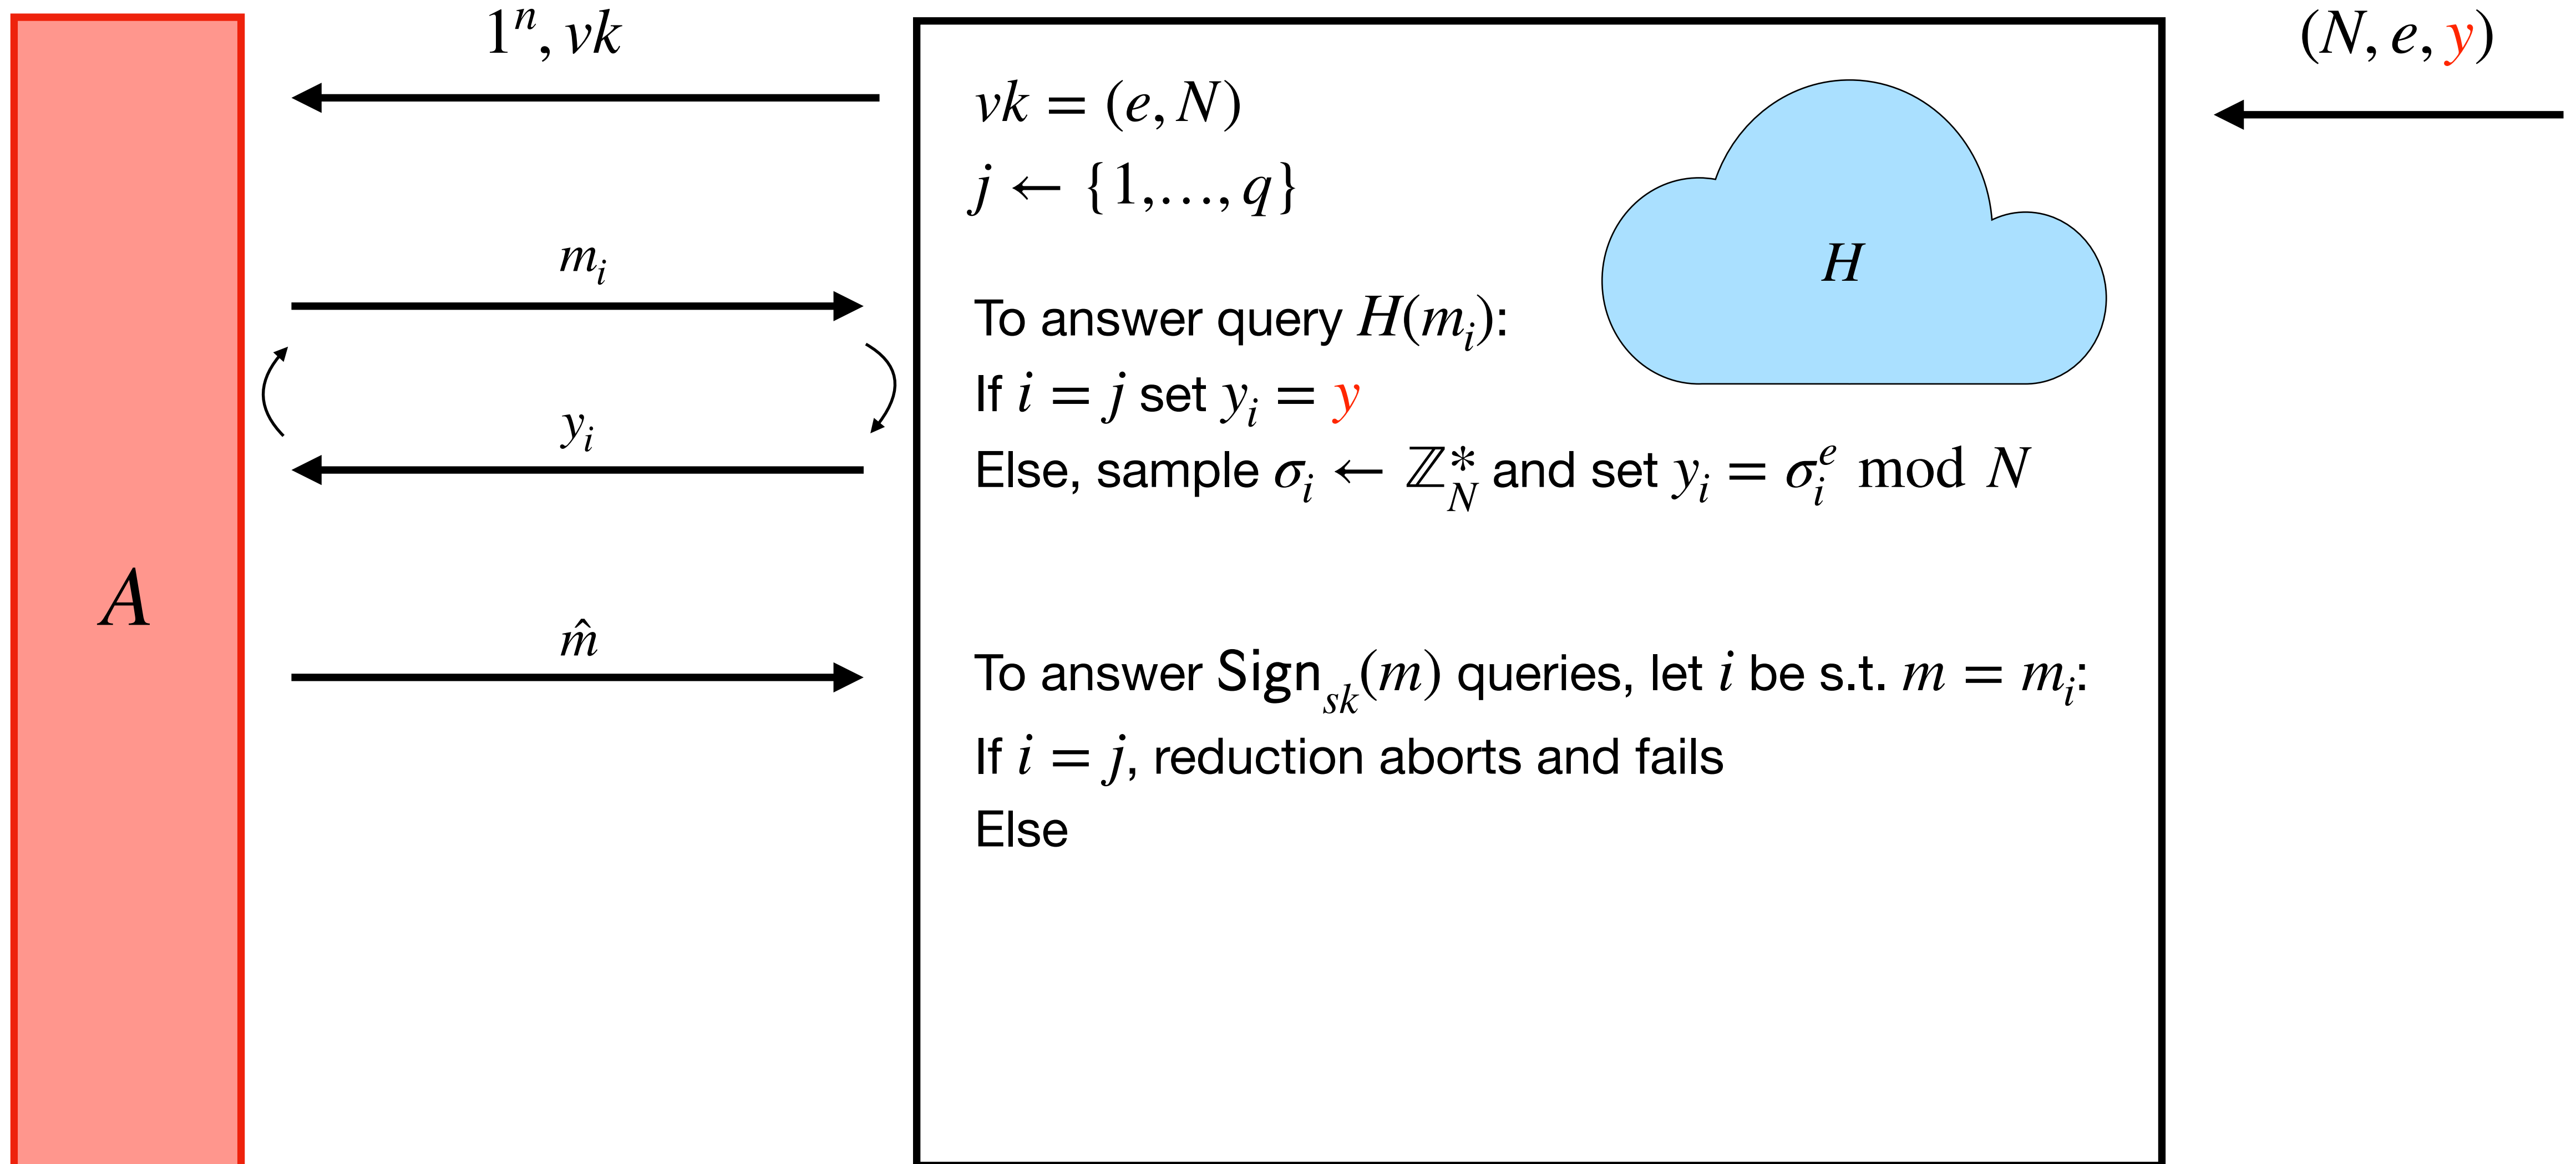 1^n, vk
(N, e, y)
vk = (e, N)
j ← {1,…, q}
m_i
H
To answer query H(m_i):
If i = j set y_i = y
y_i
Else, sample σ_i ← ℤ*_N and set y_i = σ_i^e mod N
A
m̂
To answer Sign_sk(m) queries, let i be s.t. m = m_i:
If i = j, reduction aborts and fails
Else